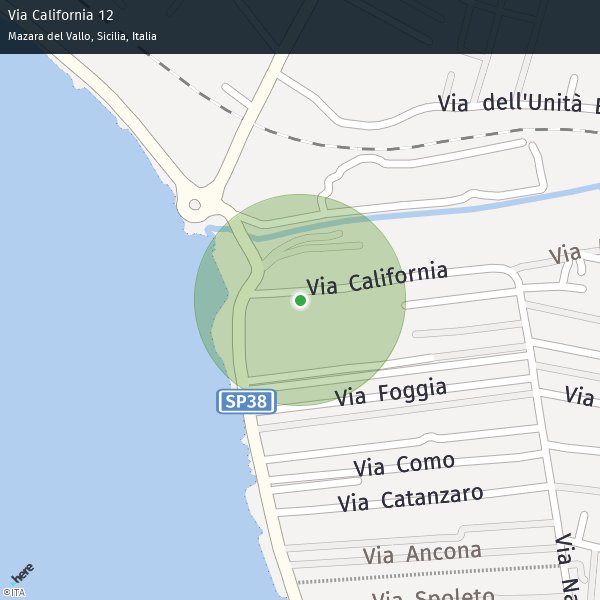 Via California 12
Mazara del Vallo, Sicilia, Italia
Via dell'Unità
Via
Via California
Via Foggia
SP38
Via
Via Como
Via Catanzaro
Via Ancona
Via Na
Via Spoleto
here
©ITA